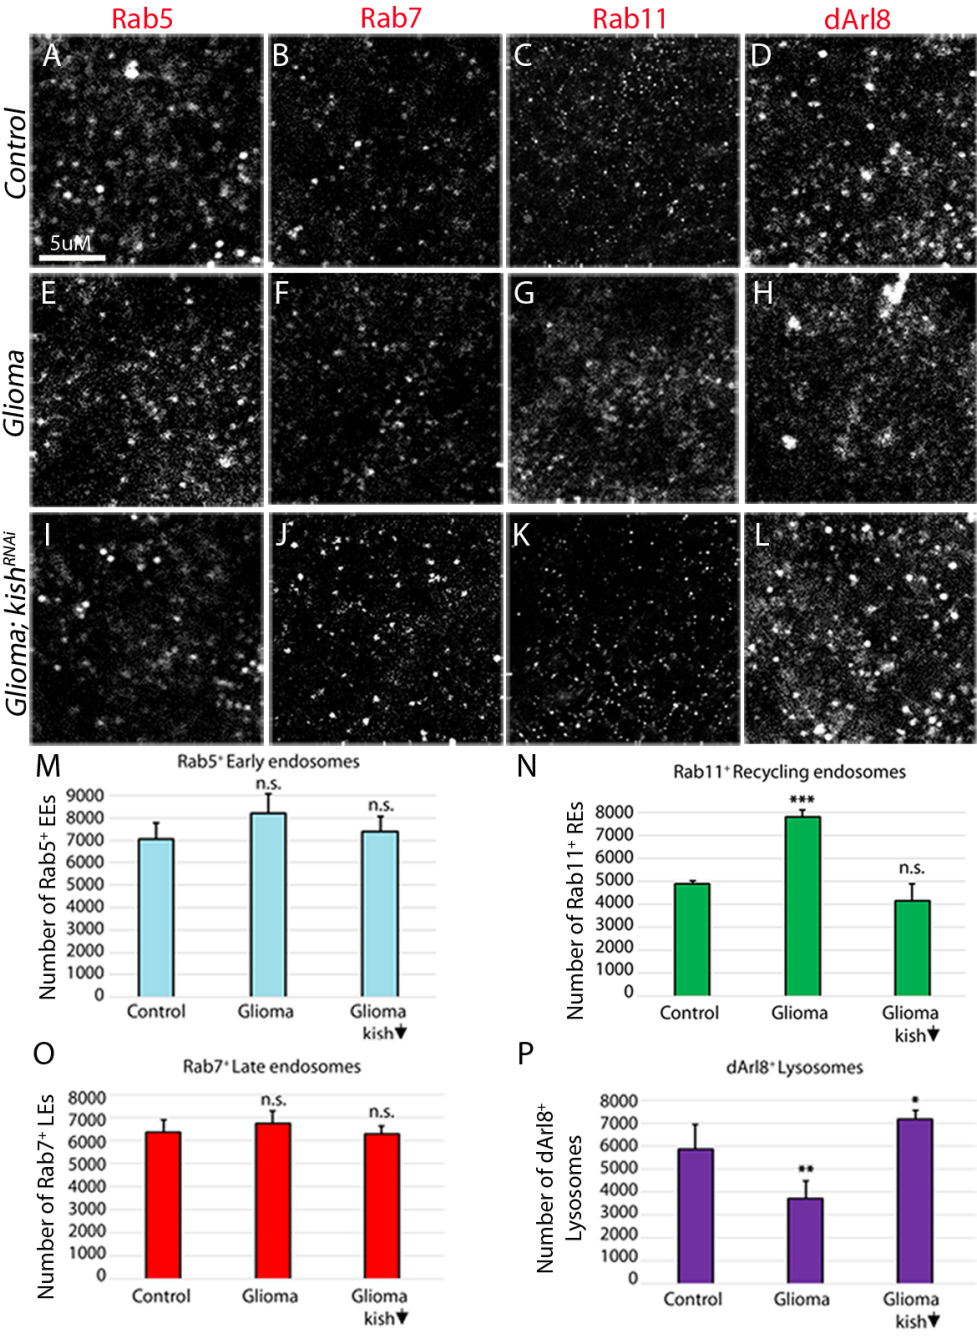 Rab5 Rab7 Rab11 dArl8
Control
A B C D
5uM
Glioma
E F G H
Glioma; kish^RNAi
I J K L
M
Rab5⁺ Early endosomes
Number of Rab5⁺ EEs
9000
8000
7000
6000
5000
4000
3000
2000
1000
0
n.s.
n.s.
Control Glioma Glioma
kish▼
N
Rab11⁺ Recycling endosomes
Number of Rab11⁺ REs
8000
7000
6000
5000
4000
3000
2000
1000
0
***
n.s.
Control Glioma Glioma
kish▼
O
Rab7⁺ Late endosomes
Number of Rab7⁺ LEs
8000
7000
6000
5000
4000
3000
2000
1000
0
n.s.
n.s.
Control Glioma Glioma
kish▼
P
dArl8⁺ Lysosomes
Number of dArl8⁺
Lysosomes
8000
7000
6000
5000
4000
3000
2000
1000
0
**
*
Control Glioma Glioma
kish▼